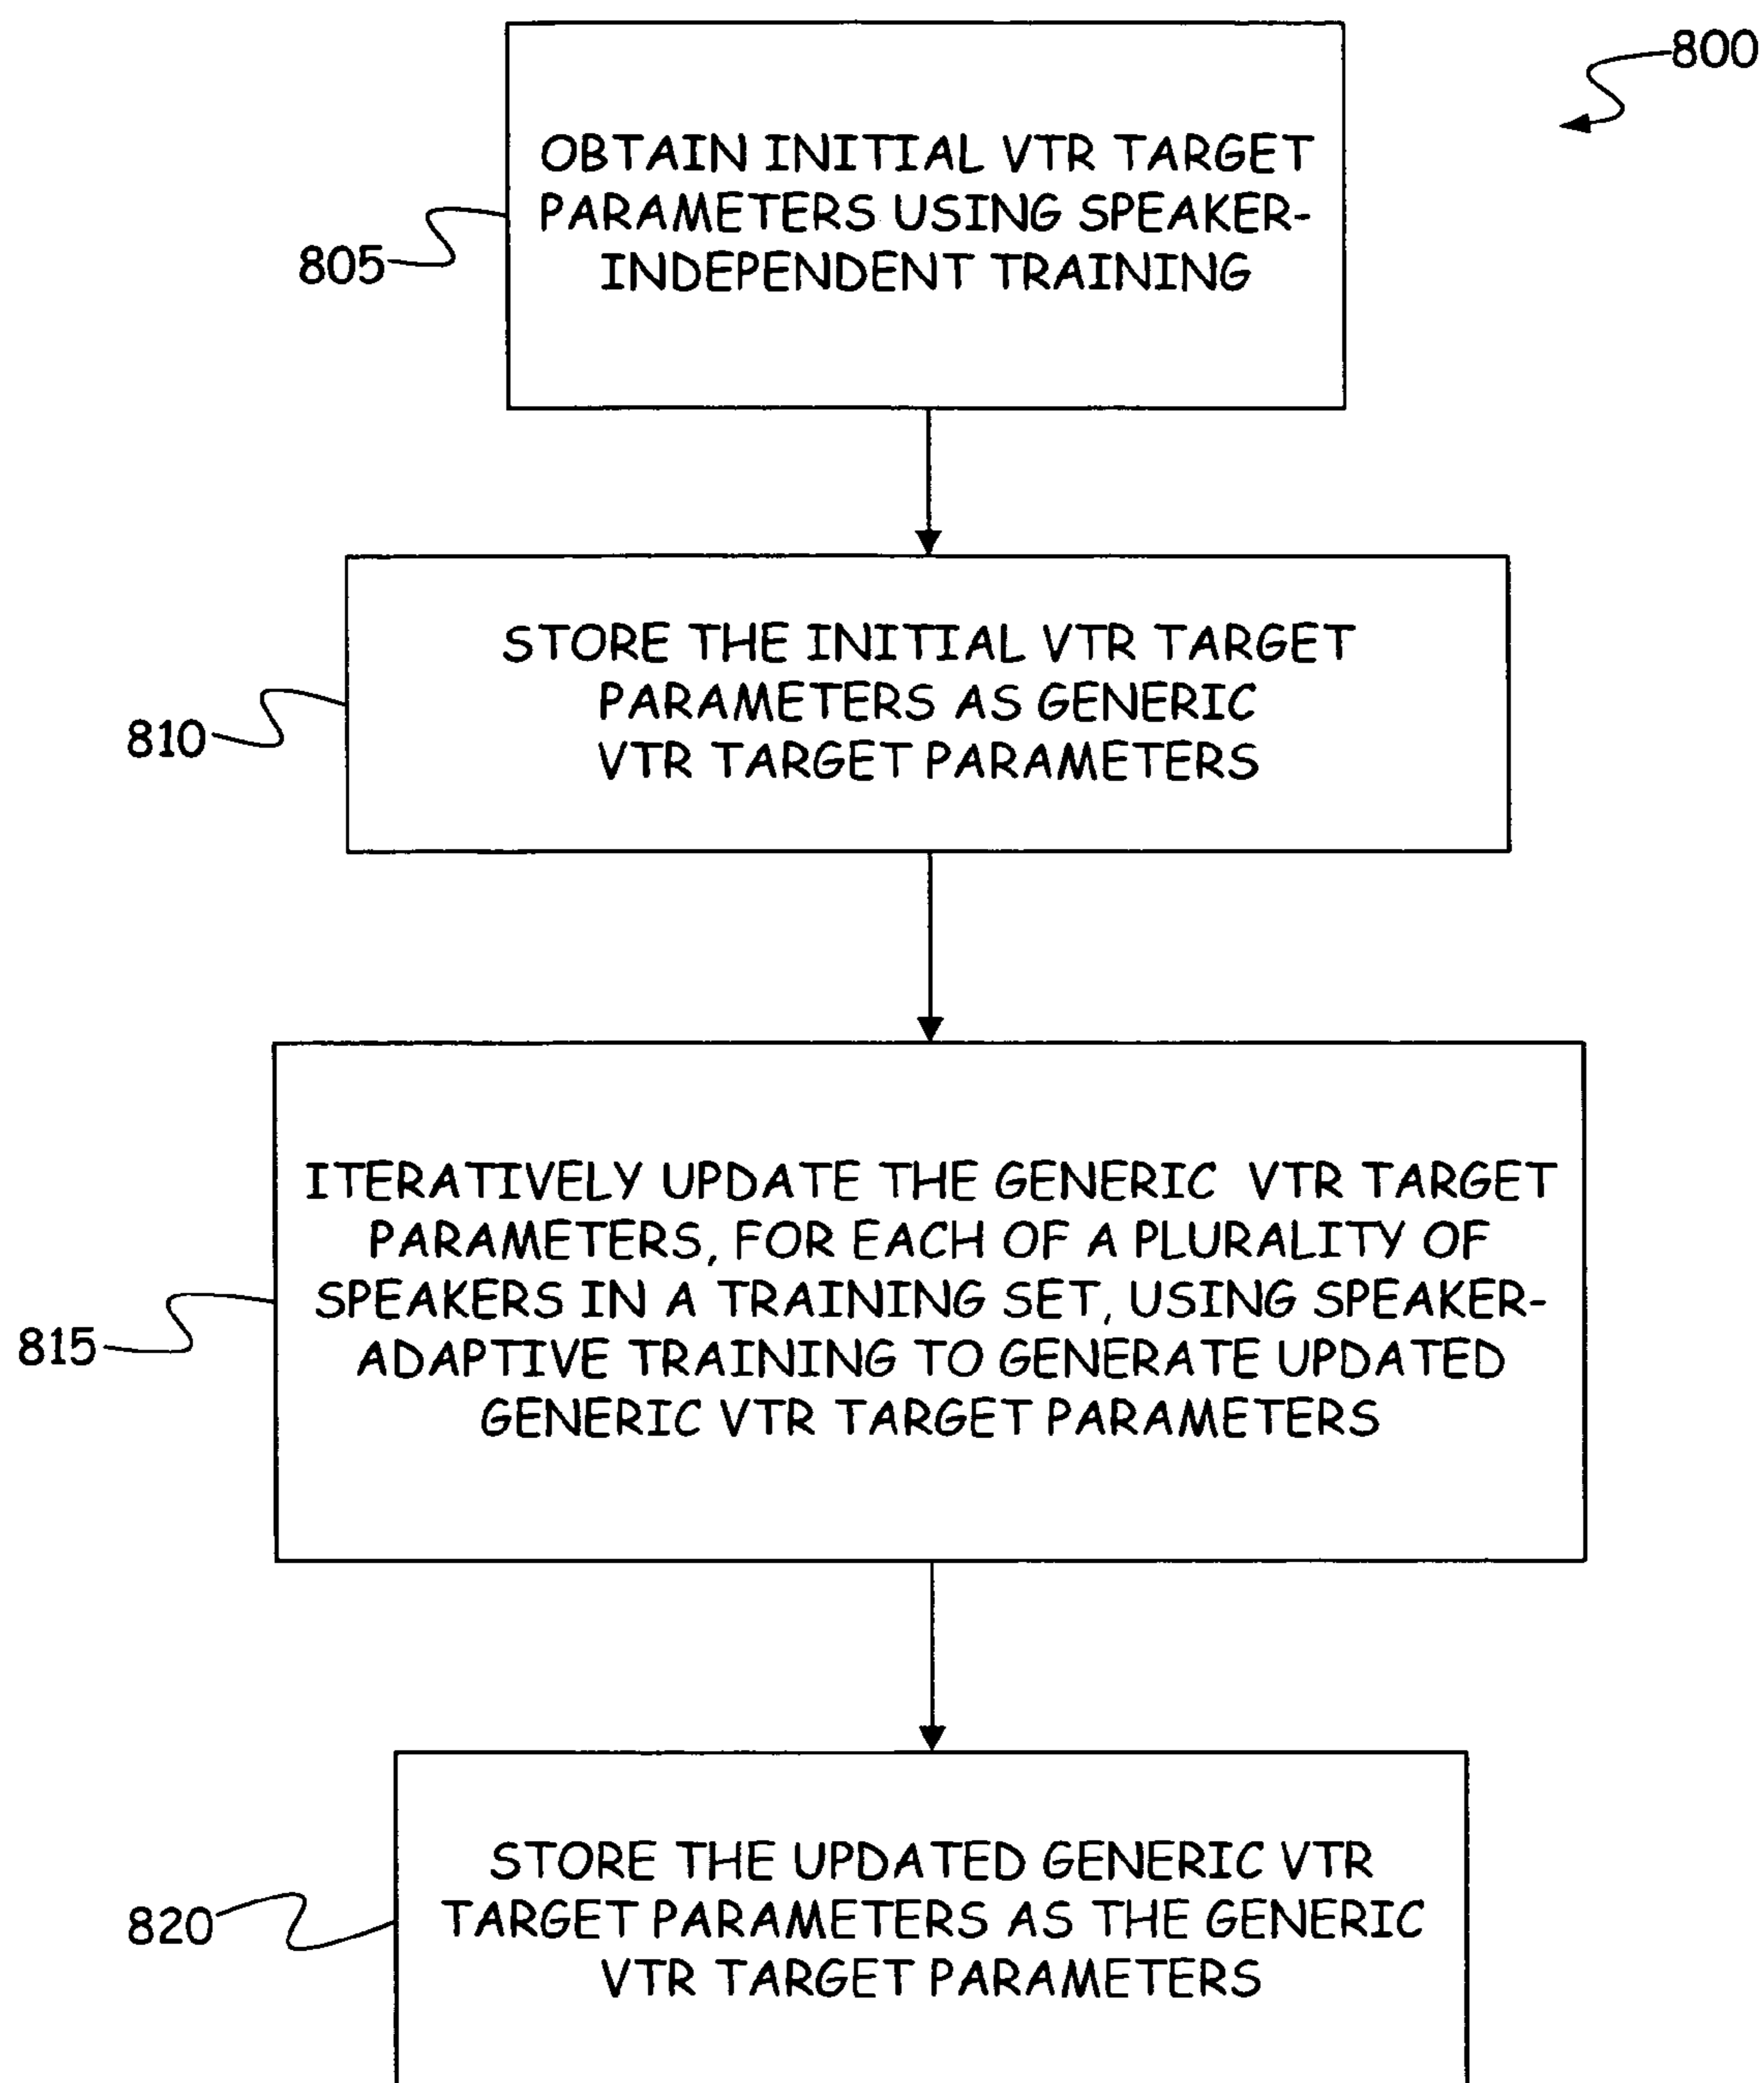 800
OBTAIN INITIAL VTR TARGET
PARAMETERS USING SPEAKER-
INDEPENDENT TRAINING
805
STORE THE INITIAL VTR TARGET
PARAMETERS AS GENERIC
VTR TARGET PARAMETERS
810
ITERATIVELY UPDATE THE GENERIC VTR TARGET
PARAMETERS, FOR EACH OF A PLURALITY OF
SPEAKERS IN A TRAINING SET, USING SPEAKER-
ADAPTIVE TRAINING TO GENERATE UPDATED
GENERIC VTR TARGET PARAMETERS
815
STORE THE UPDATED GENERIC VTR
TARGET PARAMETERS AS THE GENERIC
VTR TARGET PARAMETERS
820